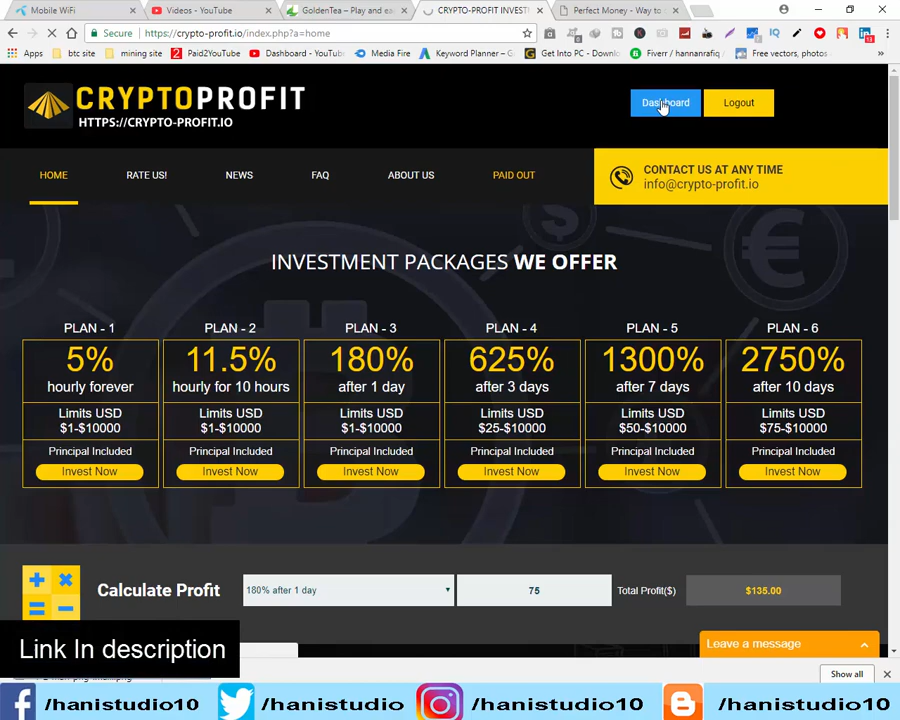 Mobile WiFi
Videos - YouTube
GoldenTea – Play and ea
CRYPTO-PROFIT INVEST
Perfect Money - Way to
Secure
https://crypto-profit.io/index.php?a=home
Apps
btc site
mining site
Paid2YouTube
Dashboard - YouTu
Media Fire
Keyword Planner – G
Get Into PC - Downl
Fiverr / hannanrafiq /
Free vectors, photos
CRYPTOPROFIT
HTTPS://CRYPTO-PROFIT.IO
Dashboard
Logout
HOME
RATE US!
NEWS
FAQ
ABOUT US
PAID OUT
CONTACT US AT ANY TIME
info@crypto-profit.io
INVESTMENT PACKAGES WE OFFER
PLAN - 1
5%
hourly forever
Limits USD
$1-$10000
Principal Included
Invest Now
PLAN - 2
11.5%
hourly for 10 hours
Limits USD
$1-$10000
Principal Included
Invest Now
PLAN - 3
180%
after 1 day
Limits USD
$1-$10000
Principal Included
Invest Now
PLAN - 4
625%
after 3 days
Limits USD
$25-$10000
Principal Included
Invest Now
PLAN - 5
1300%
after 7 days
Limits USD
$50-$10000
Principal Included
Invest Now
PLAN - 6
2750%
after 10 days
Limits USD
$75-$10000
Principal Included
Invest Now
Calculate Profit
180% after 1 day
75
Total Profit($)
$135.00
Link In description
Leave a message
Show all
/hanistudio10
/hanistudio
/hanistudio10
/hanistudio10